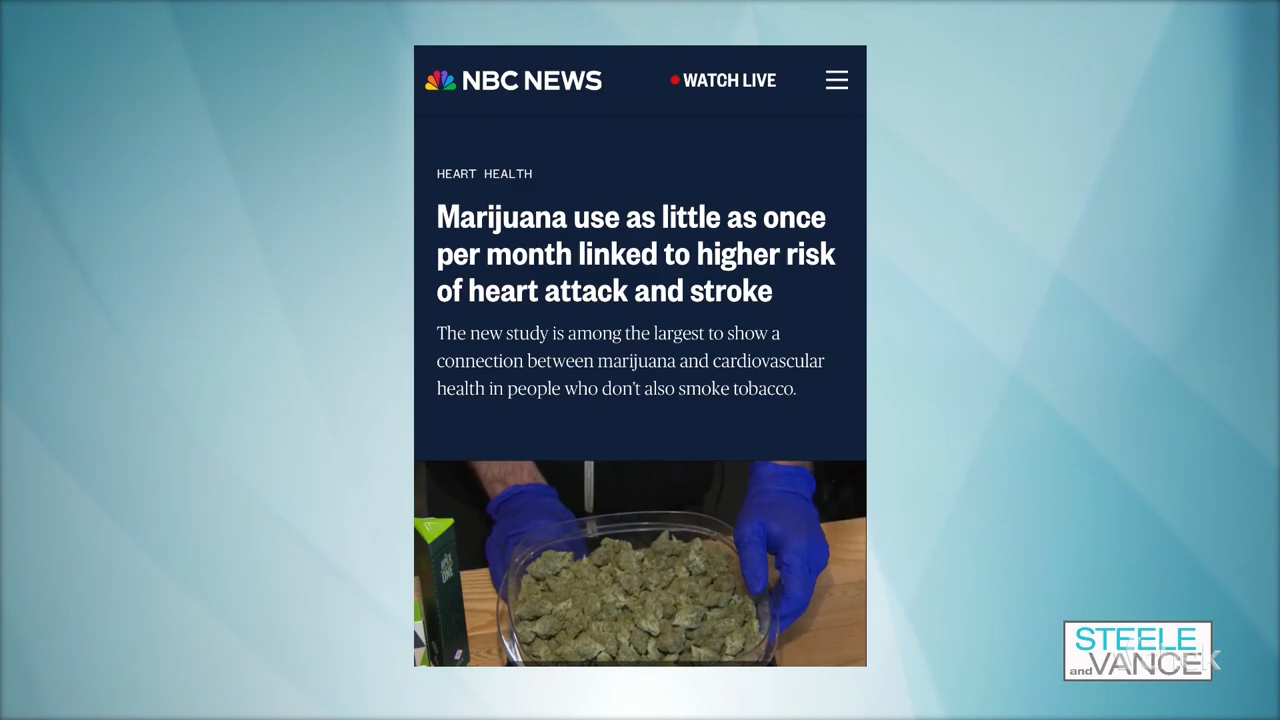 NBC NEWS
WATCH LIVE
HEART HEALTH
Marijuana use as little as once
per month linked to higher risk
of heart attack and stroke
The new study is among the largest to show a
connection between marijuana and cardiovascular
health in people who don't also smoke tobacco.
ONE
STEELE
and VANCE